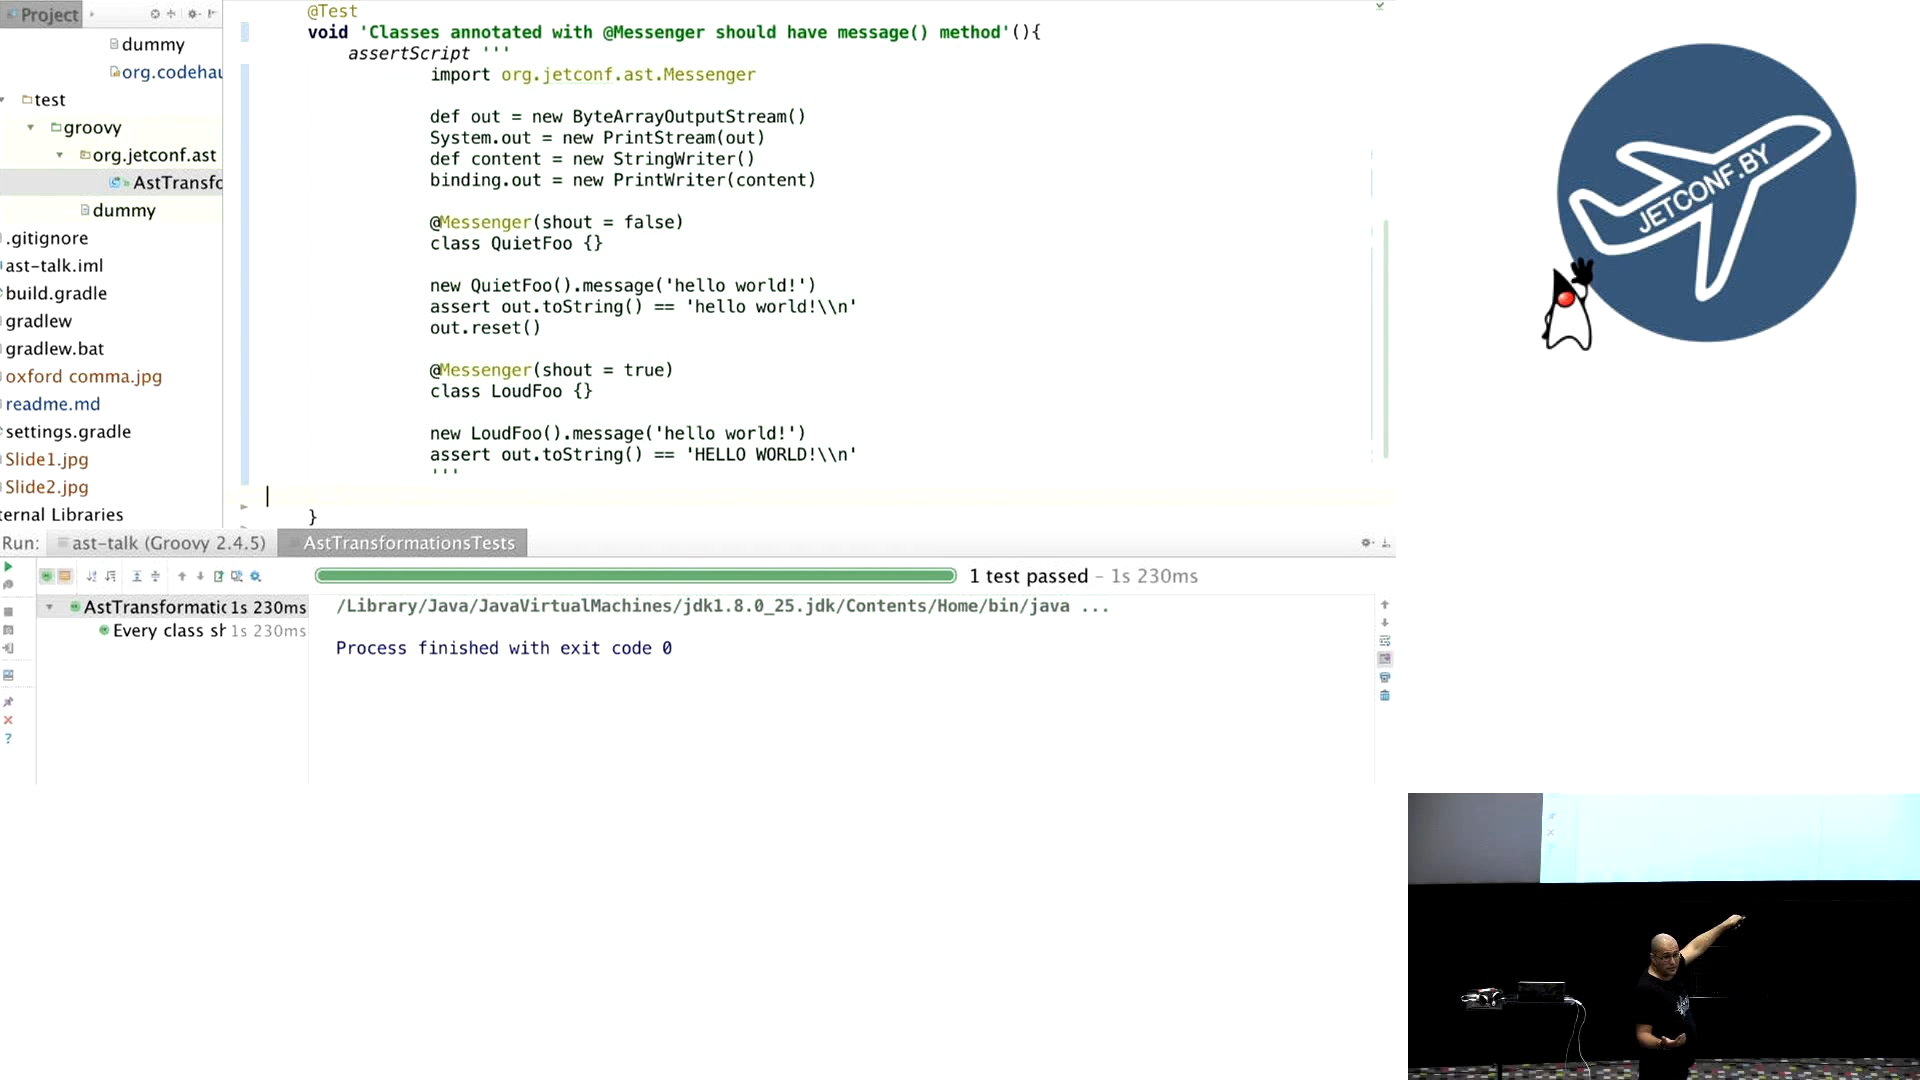 Project
dummy
org.codehau
test
groovy
org.jetconf.ast
AstTransfo
dummy
.gitignore
ast-talk.iml
build.gradle
gradlew
gradlew.bat
oxford comma.jpg
readme.md
settings.gradle
Slide1.jpg
Slide2.jpg
ternal Libraries
@Test
void 'Classes annotated with @Messenger should have message() method'(){
assertScript '''
import org.jetconf.ast.Messenger
def out = new ByteArrayOutputStream()
System.out = new PrintStream(out)
def content = new StringWriter()
binding.out = new PrintWriter(content)
@Messenger(shout = false)
class QuietFoo {}
new QuietFoo().message('hello world!')
assert out.toString() == 'hello world!\\n'
out.reset()
@Messenger(shout = true)
class LoudFoo {}
new LoudFoo().message('hello world!')
assert out.toString() == 'HELLO WORLD!\\n'
'''
}
Run: ast-talk (Groovy 2.4.5) AstTransformationsTests
1 test passed – 1s 230ms
AstTransformatic 1s 230ms
Every class sh 1s 230ms
/Library/Java/JavaVirtualMachines/jdk1.8.0_25.jdk/Contents/Home/bin/java ...
Process finished with exit code 0
JETCONF.BY